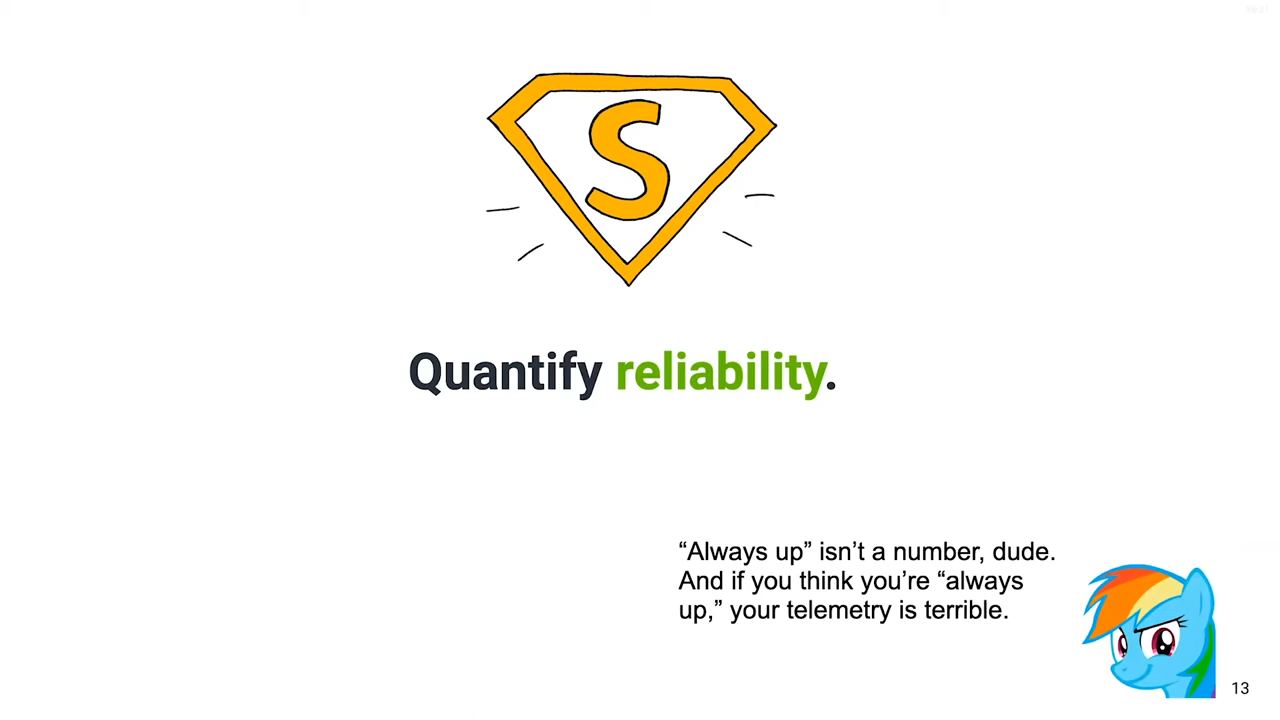 S
Quantify reliability.
“Always up” isn’t a number, dude.
And if you think you’re “always
up,” your telemetry is terrible.
13